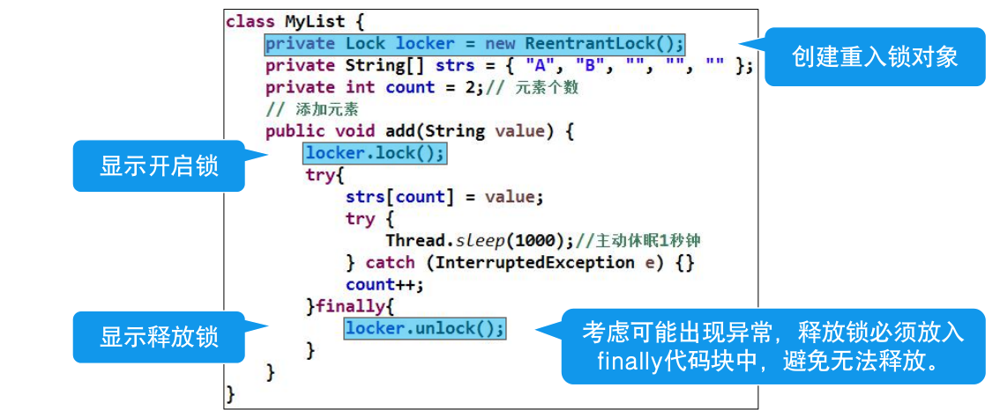 class MyList {
private Lock locker = new ReentrantLock();
创建重入锁对象
private String[] strs = { "A", "B", "", "", "" };
private int count = 2;// 元素个数
// 添加元素
public void add(String value) {
显示开启锁
locker.lock();
try{
strs[count] = value;
try {
Thread.sleep(1000);//主动休眠1秒钟
} catch (InterruptedException e) {}
count++;
}finally{
显示释放锁
locker.unlock();
考虑可能出现异常，释放锁必须放入
finally代码块中，避免无法释放。
}
}
}